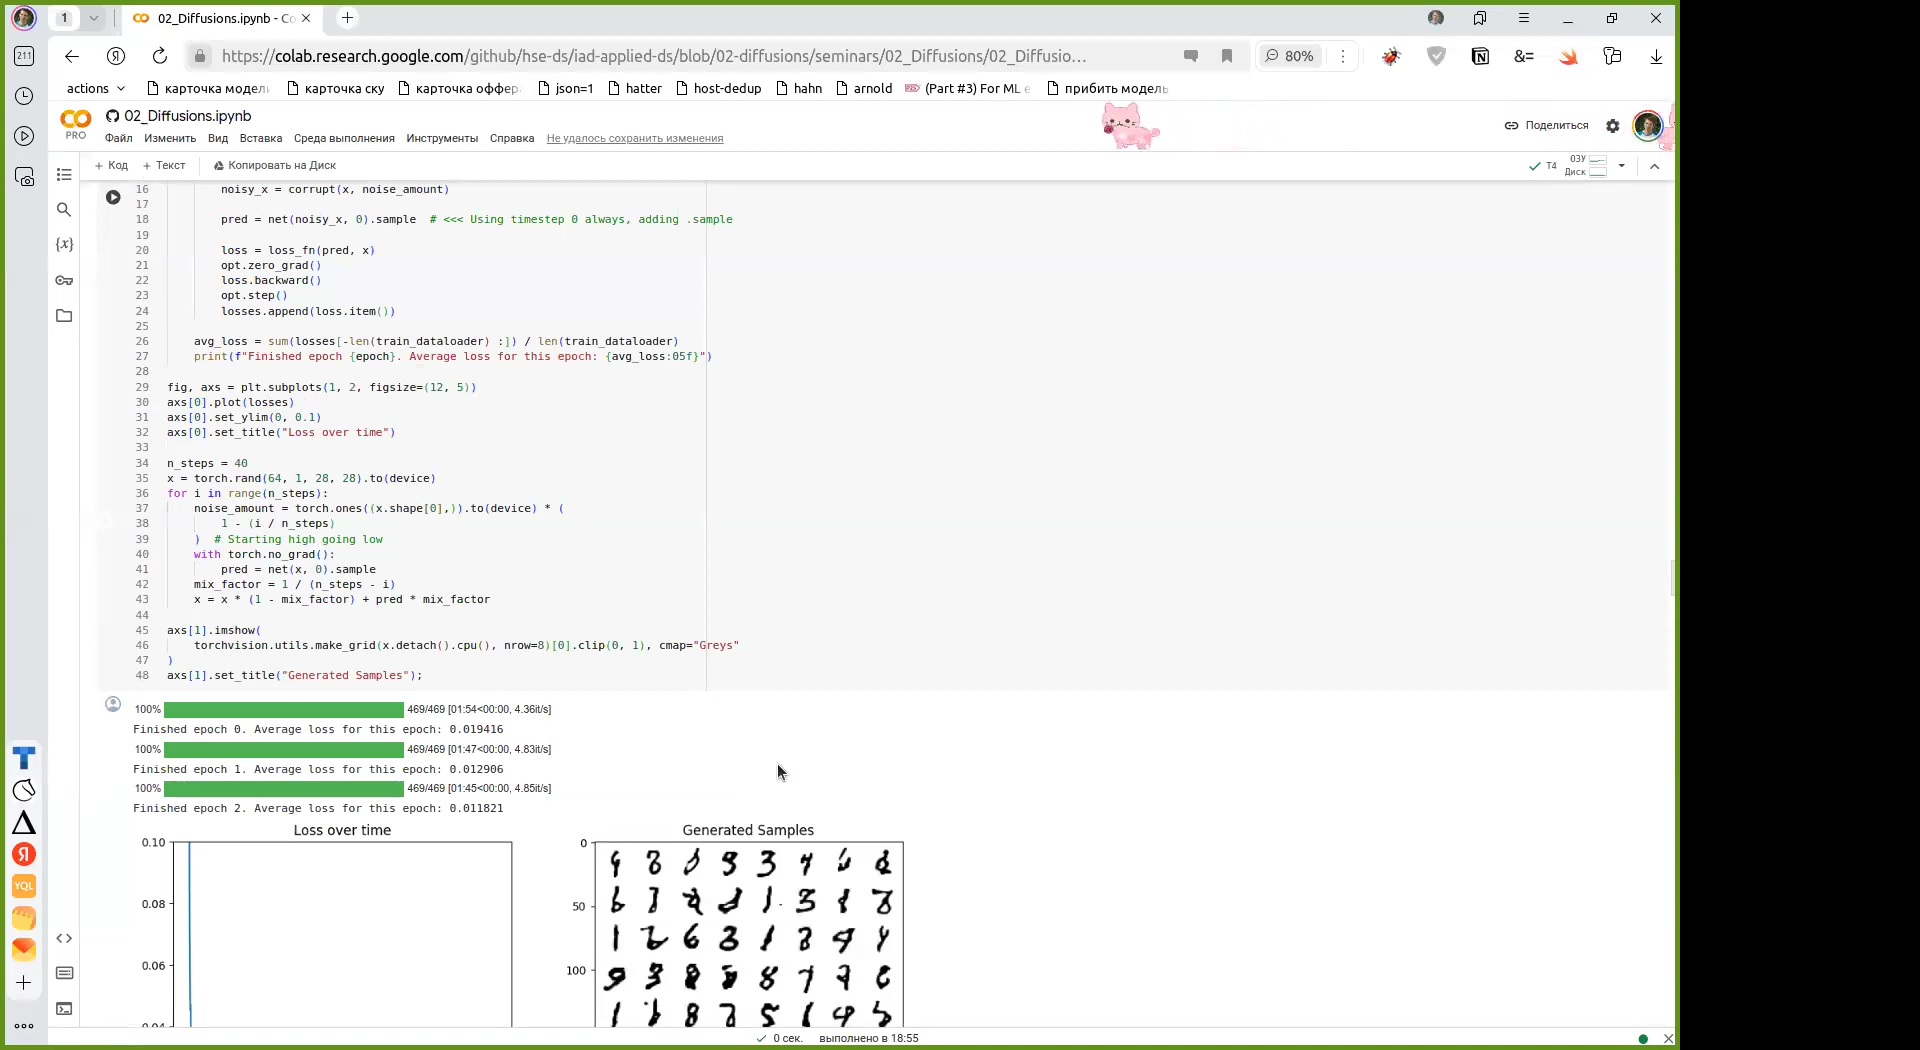 1
02_Diffusions.ipynb - Co
211
https://colab.research.google.com/github/hse-ds/iad-applied-ds/blob/02-diffusions/seminars/02_Diffusions/02_Diffusio...
80%
&=
actions
карточка модели
карточка ску
карточка оффер
json=1
hatter
host-dedup
hahn
arnold
(Part #3) For ML e
прибить модель
PRO
02_Diffusions.ipynb
Файл Изменить Вид Вставка Среда выполнения Инструменты Справка Не удалось сохранить изменения
Поделиться
+ Код + Текст Копировать на Диск
T4
ОЗУ
Диск
16 noisy_x = corrupt(x, noise_amount)
17
18 pred = net(noisy_x, 0).sample # <<< Using timestep 0 always, adding .sample
19
20 loss = loss_fn(pred, x)
21 opt.zero_grad()
22 loss.backward()
23 opt.step()
24 losses.append(loss.item())
25
26 avg_loss = sum(losses[-len(train_dataloader) :]) / len(train_dataloader)
27 print(f"Finished epoch {epoch}. Average loss for this epoch: {avg_loss:05f}")
28
29 fig, axs = plt.subplots(1, 2, figsize=(12, 5))
30 axs[0].plot(losses)
31 axs[0].set_ylim(0, 0.1)
32 axs[0].set_title("Loss over time")
33
34 n_steps = 40
35 x = torch.rand(64, 1, 28, 28).to(device)
36 for i in range(n_steps):
37 noise_amount = torch.ones((x.shape[0],)).to(device) * (
38 1 - (i / n_steps)
39 ) # Starting high going low
40 with torch.no_grad():
41 pred = net(x, 0).sample
42 mix_factor = 1 / (n_steps - i)
43 x = x * (1 - mix_factor) + pred * mix_factor
44
45 axs[1].imshow(
46 torchvision.utils.make_grid(x.detach().cpu(), nrow=8)[0].clip(0, 1), cmap="Greys"
47 )
48 axs[1].set_title("Generated Samples");
100% 469/469 [01:54<00:00, 4.36it/s]
Finished epoch 0. Average loss for this epoch: 0.019416
100% 469/469 [01:47<00:00, 4.83it/s]
Finished epoch 1. Average loss for this epoch: 0.012906
100% 469/469 [01:45<00:00, 4.85it/s]
Finished epoch 2. Average loss for this epoch: 0.011821
Loss over time
0.10
0.08
0.06
0.04
Generated Samples
0
50
100
YQL
0 сек. выполнено в 18:55